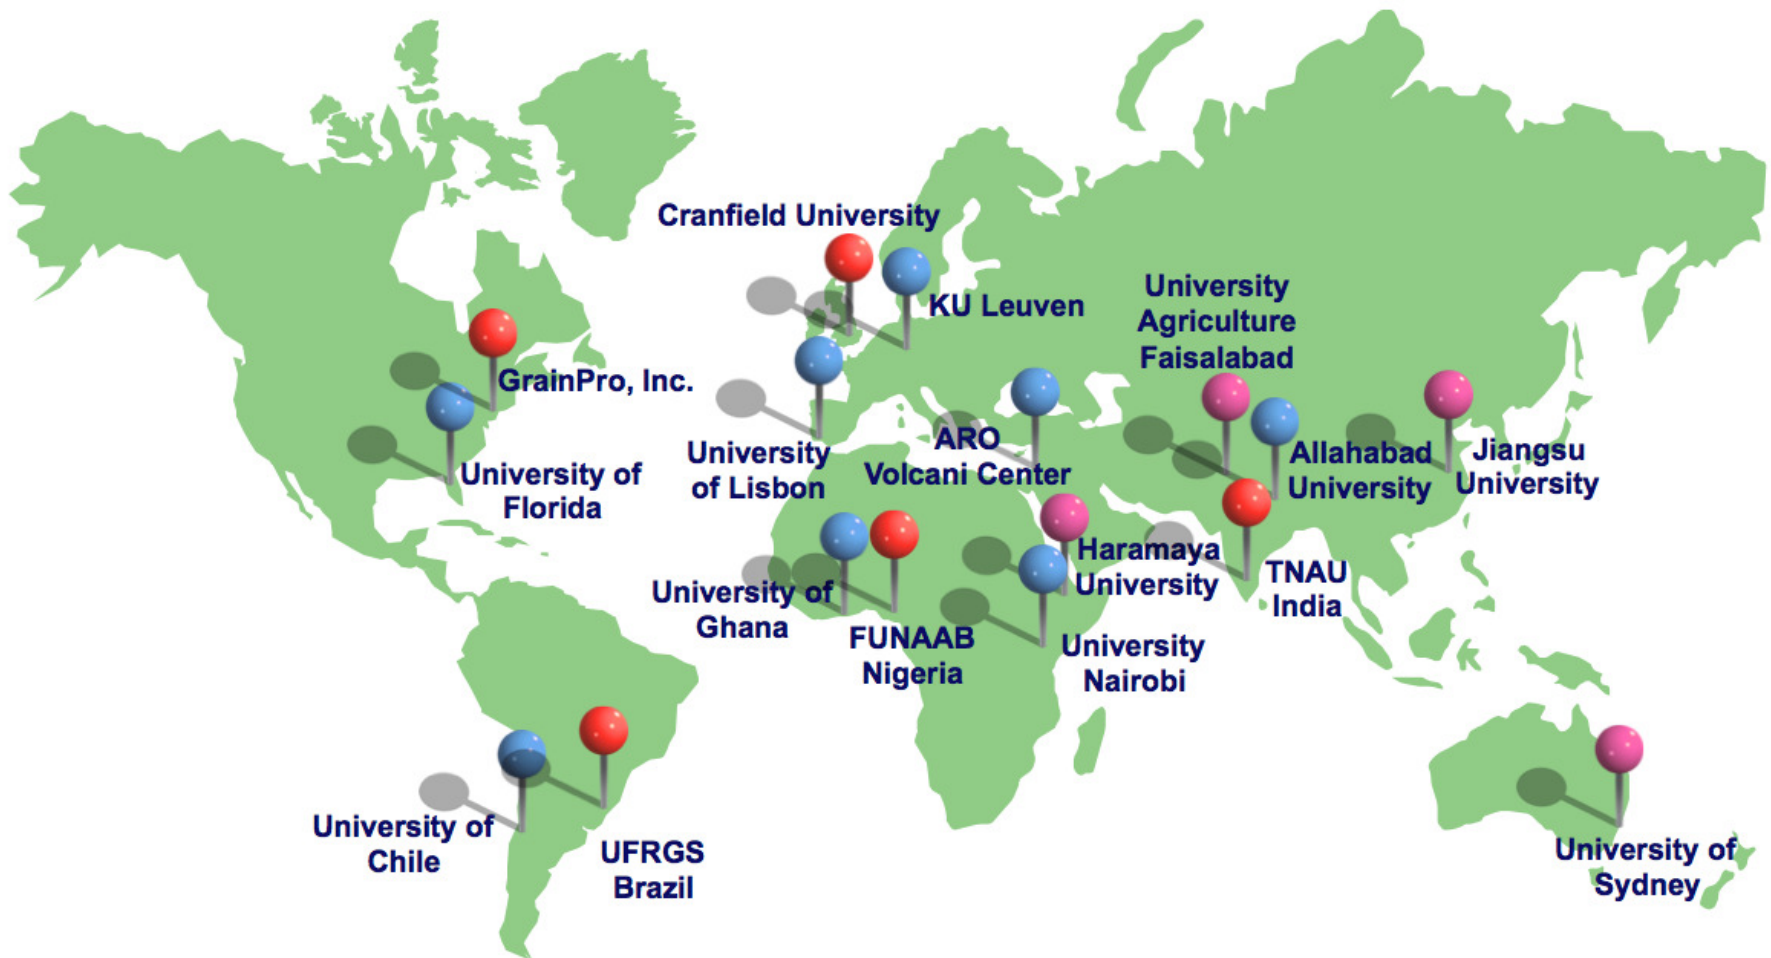 Cranfield University
KU Leuven
University
Agriculture
Faisalabad
GrainPro, Inc.
University of
Florida
University
of Lisbon
ARO
Volcani Center
Allahabad
University
Jiangsu
University
Haramaya
University
TNAU
India
University of
Ghana
FUNAAB
Nigeria
University
Nairobi
University of
Chile
UFRGS
Brazil
University of
Sydney